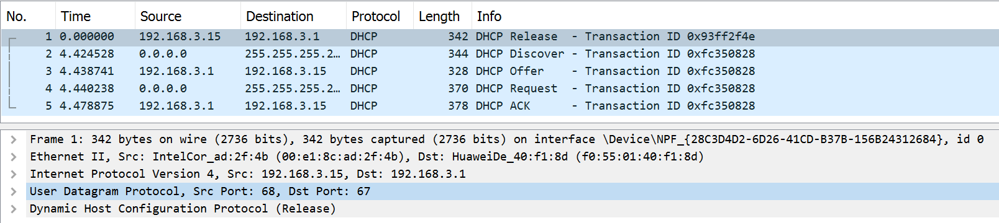 No. Time Source Destination Protocol Length Info
1 0.000000 192.168.3.15 192.168.3.1 DHCP 342 DHCP Release - Transaction ID 0x93ff2f4e
2 4.424528 0.0.0.0 255.255.255.2… DHCP 344 DHCP Discover - Transaction ID 0xfc350828
3 4.438741 192.168.3.1 192.168.3.15 DHCP 328 DHCP Offer - Transaction ID 0xfc350828
4 4.440238 0.0.0.0 255.255.255.2… DHCP 370 DHCP Request - Transaction ID 0xfc350828
5 4.478875 192.168.3.1 192.168.3.15 DHCP 378 DHCP ACK - Transaction ID 0xfc350828
Frame 1: 342 bytes on wire (2736 bits), 342 bytes captured (2736 bits) on interface \Device\NPF_{28C3D4D2-6D26-41CD-B37B-156B24312684}, id 0
Ethernet II, Src: IntelCor_ad:2f:4b (00:e1:8c:ad:2f:4b), Dst: HuaweiDe_40:f1:8d (f0:55:01:40:f1:8d)
Internet Protocol Version 4, Src: 192.168.3.15, Dst: 192.168.3.1
User Datagram Protocol, Src Port: 68, Dst Port: 67
Dynamic Host Configuration Protocol (Release)